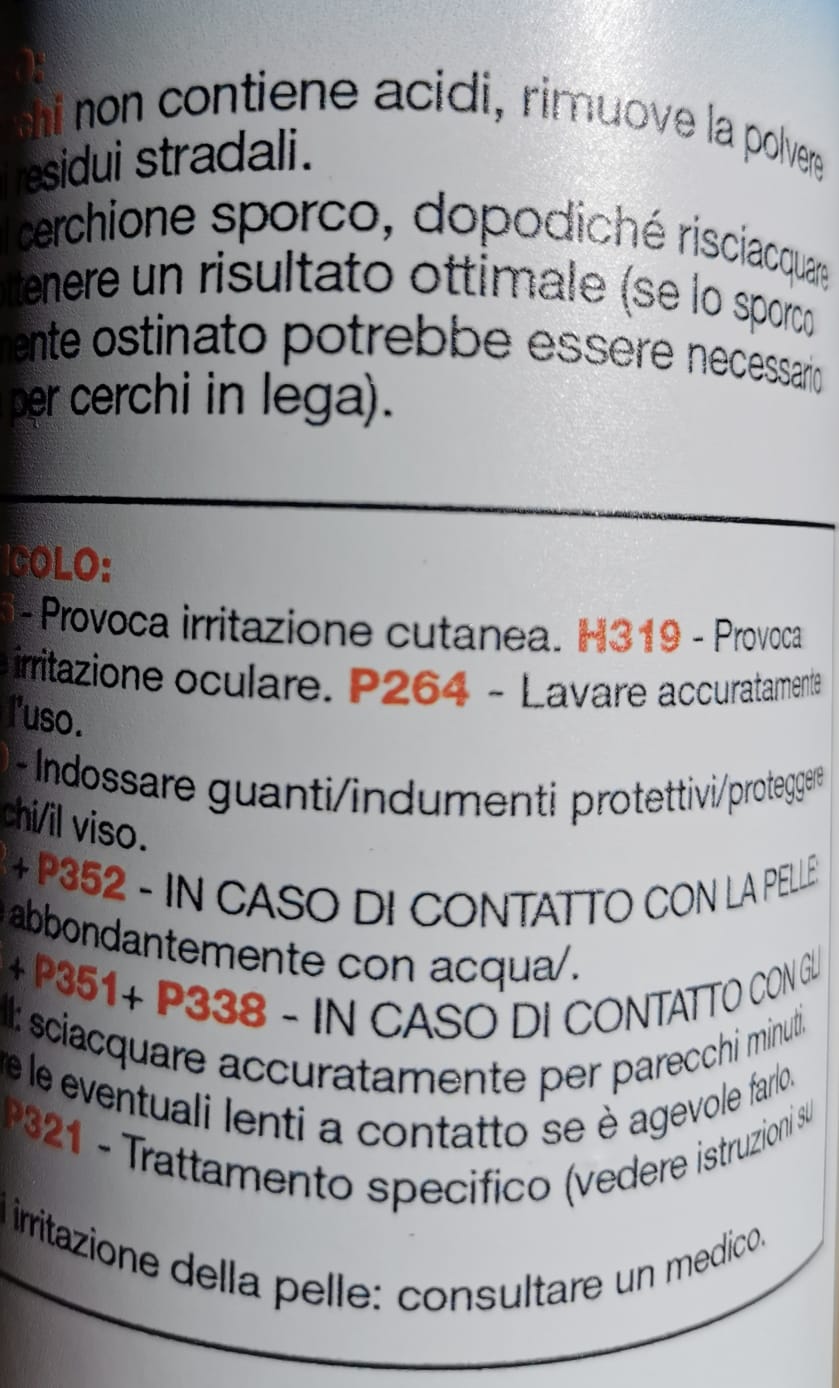 O:
chi non contiene acidi, rimuove la polvere
residui stradali.
cerchione sporco, dopodiché risciacquare
tenere un risultato ottimale (se lo sporco
ente ostinato potrebbe essere necessario
per cerchi in lega).
COLO:
- Provoca irritazione cutanea. H319 - Provoca
irritazione oculare. P264 - Lavare accuratamente
l'uso.
- Indossare guanti/indumenti protettivi/proteggere
chi/il viso.
+ P352 - IN CASO DI CONTATTO CON LA PELLE:
abbondantemente con acqua/.
+ P351+ P338 - IN CASO DI CONTATTO CON GLI
sciacquare accuratamente per parecchi minuti.
re le eventuali lenti a contatto se è agevole farlo.
P321 - Trattamento specifico (vedere istruzioni su
irritazione della pelle: consultare un medico.